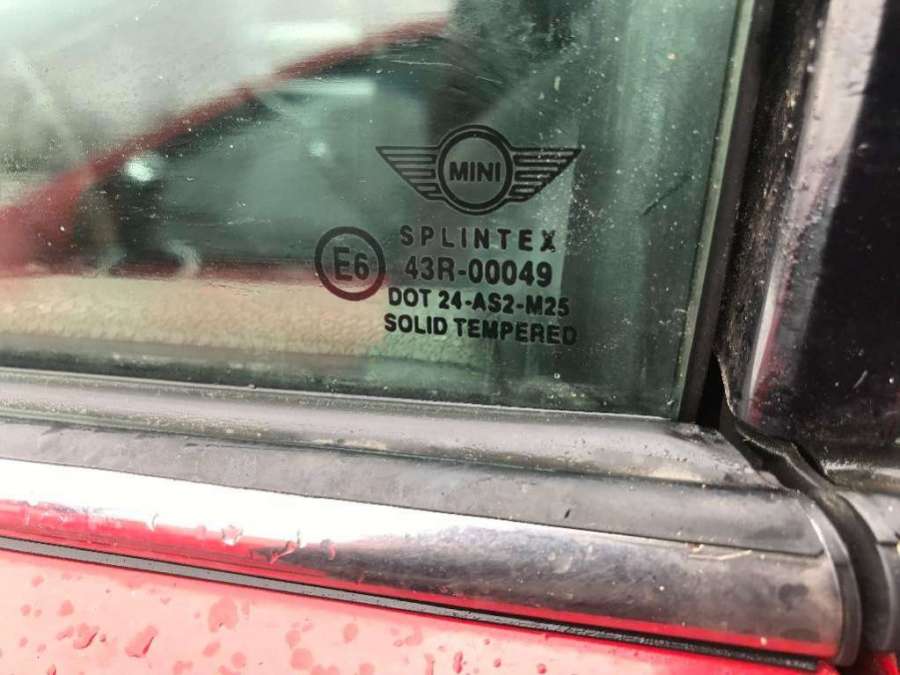 MINI
SPLINTEX
E6 43R-00049
DOT 24-AS2-M25
SOLID TEMPERED